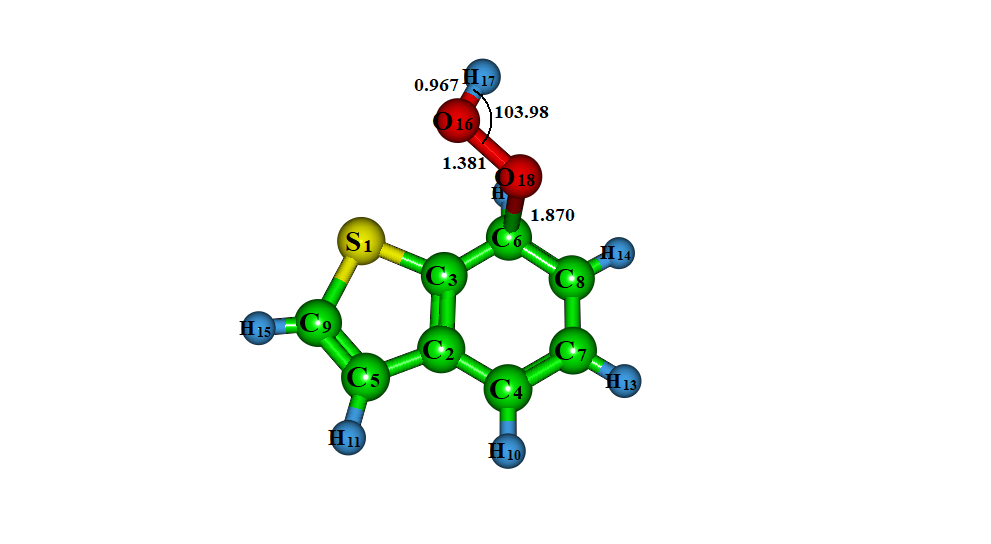 H17
0.967
O16
103.98
1.381
O18
H
1.870
S1
C6
H14
C3
C8
H15
C9
C2
C7
C5
C4
H13
H11
H10